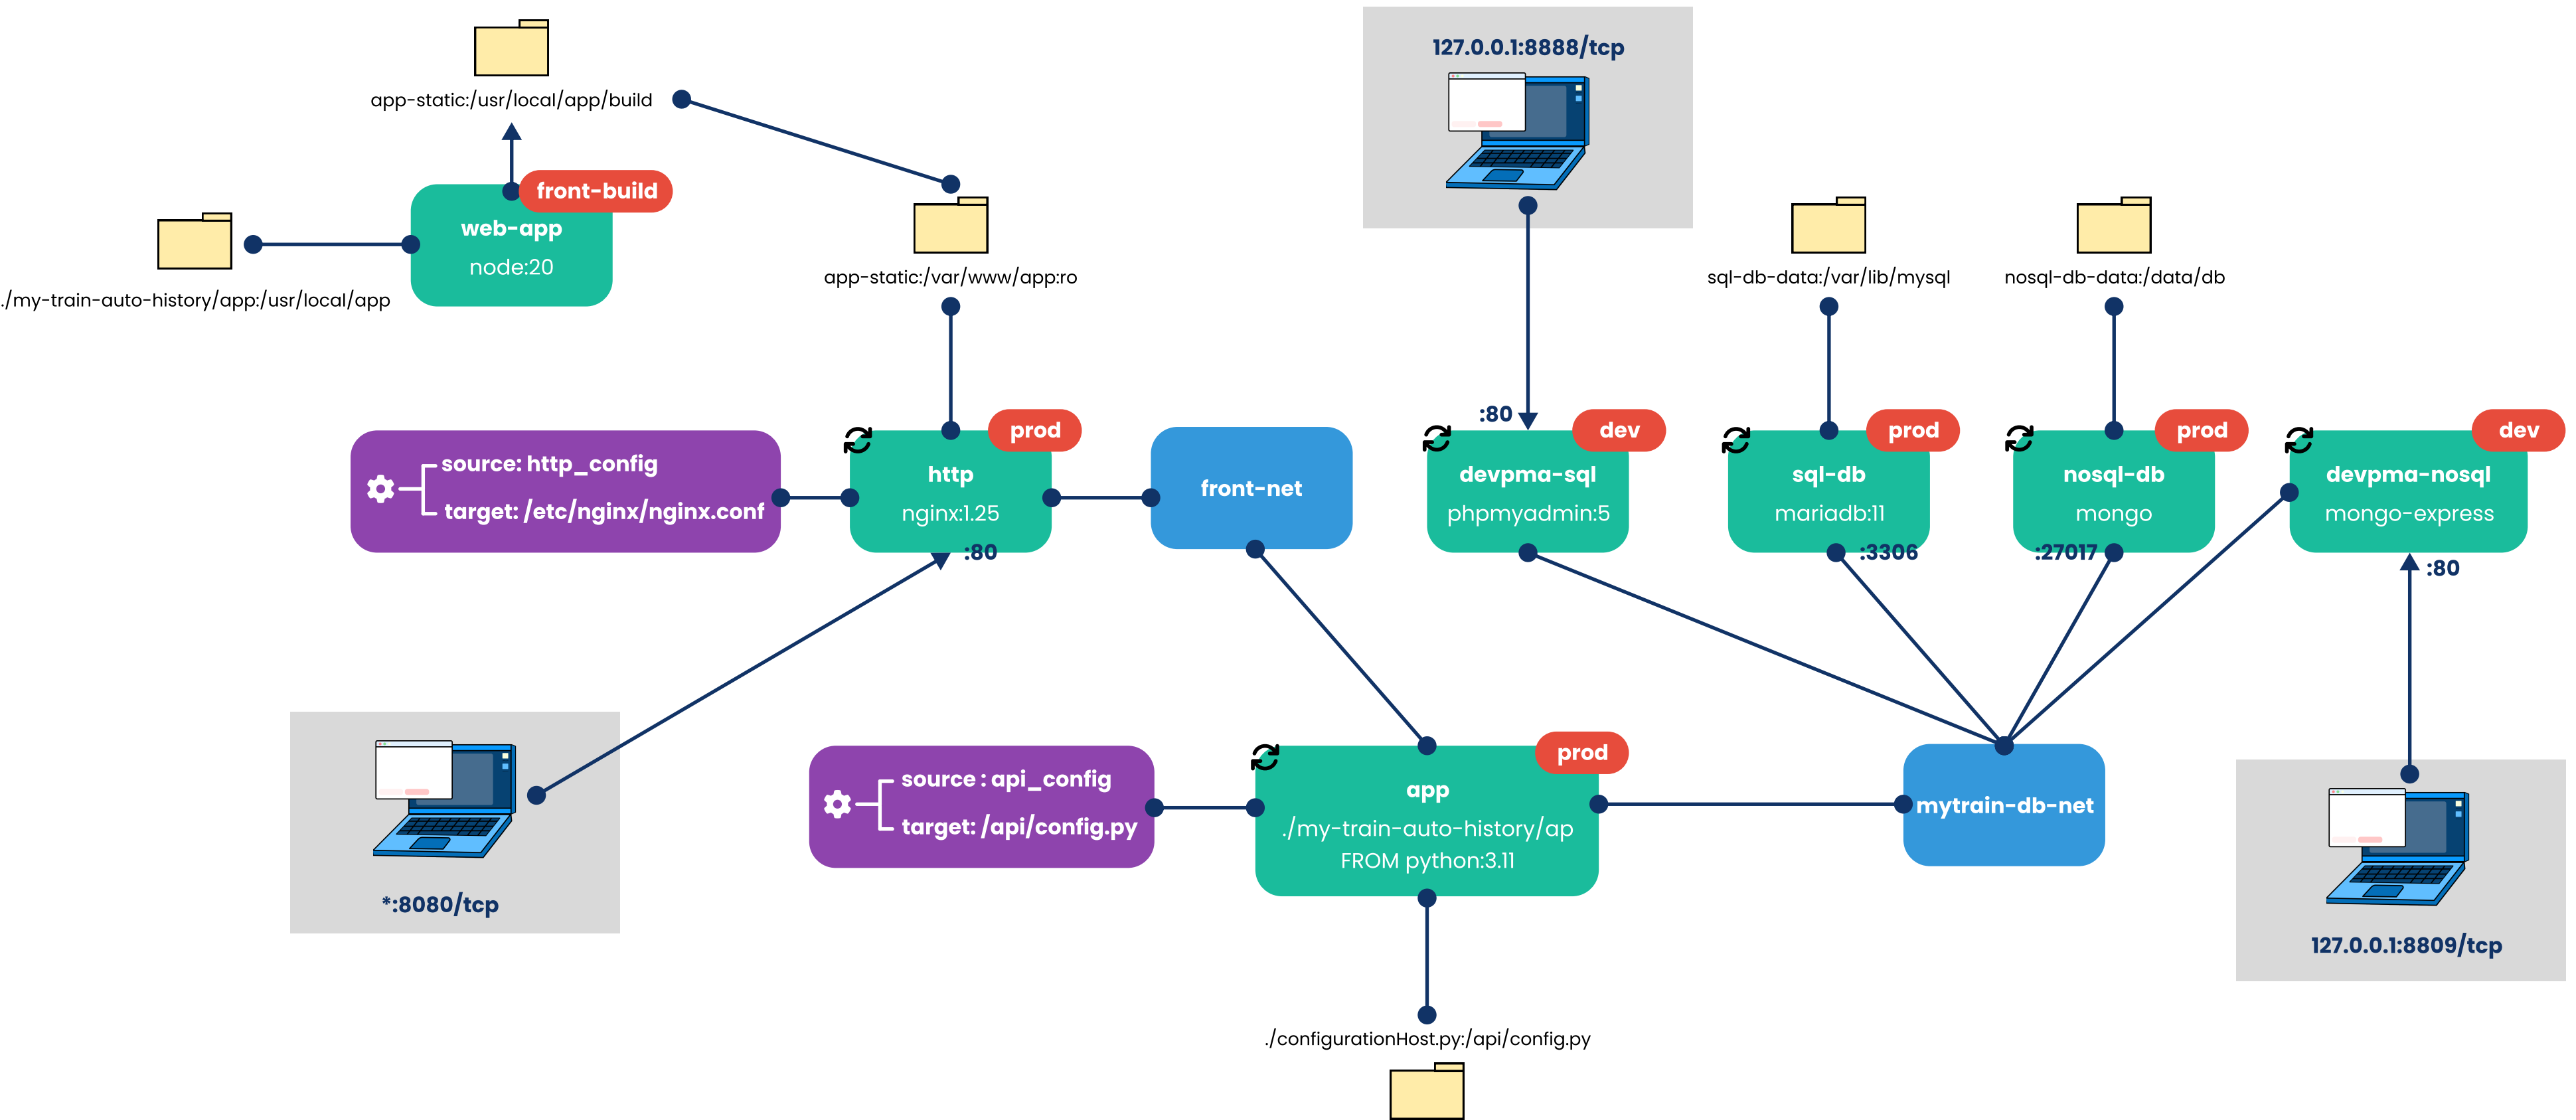 127.0.0.1:8888/tcp
app-static:/usr/local/app/build
front-build
web-app
node:20
./my-train-auto-history/app:/usr/local/app
app-static:/var/www/app:ro
sql-db-data:/var/lib/mysql
nosql-db-data:/data/db
:80
source: http_config
target: /etc/nginx/nginx.conf
prod
http
nginx:1.25
:80
front-net
dev
devpma-sql
phpmyadmin:5
prod
sql-db
mariadb:11
:3306
prod
nosql-db
mongo
:27017
dev
devpma-nosql
mongo-express
:80
*:8080/tcp
source : api_config
target: /api/config.py
prod
app
./my-train-auto-history/ap
FROM python:3.11
mytrain-db-net
127.0.0.1:8809/tcp
./configurationHost.py:/api/config.py